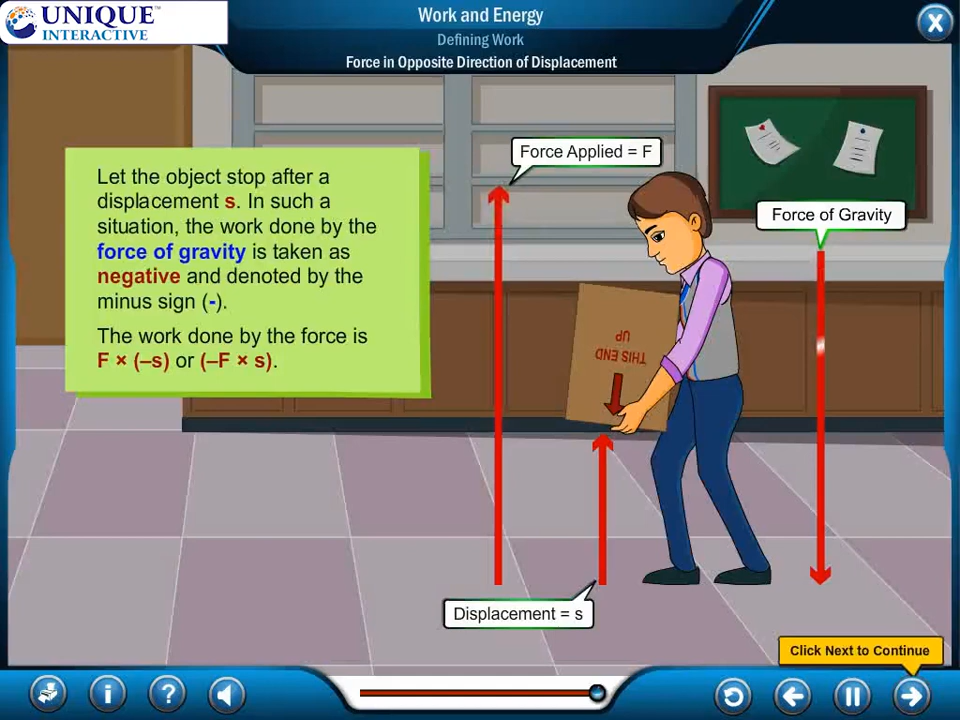 UNIQUE™
INTERACTIVE
Work and Energy
Defining Work
Force in Opposite Direction of Displacement
X
Let the object stop after a
displacement s. In such a
situation, the work done by the
force of gravity is taken as
negative and denoted by the
minus sign (-).
The work done by the force is
F × (–s) or (–F × s).
Force Applied = F
Force of Gravity
THIS END
UP
Displacement = s
Click Next to Continue
i
?